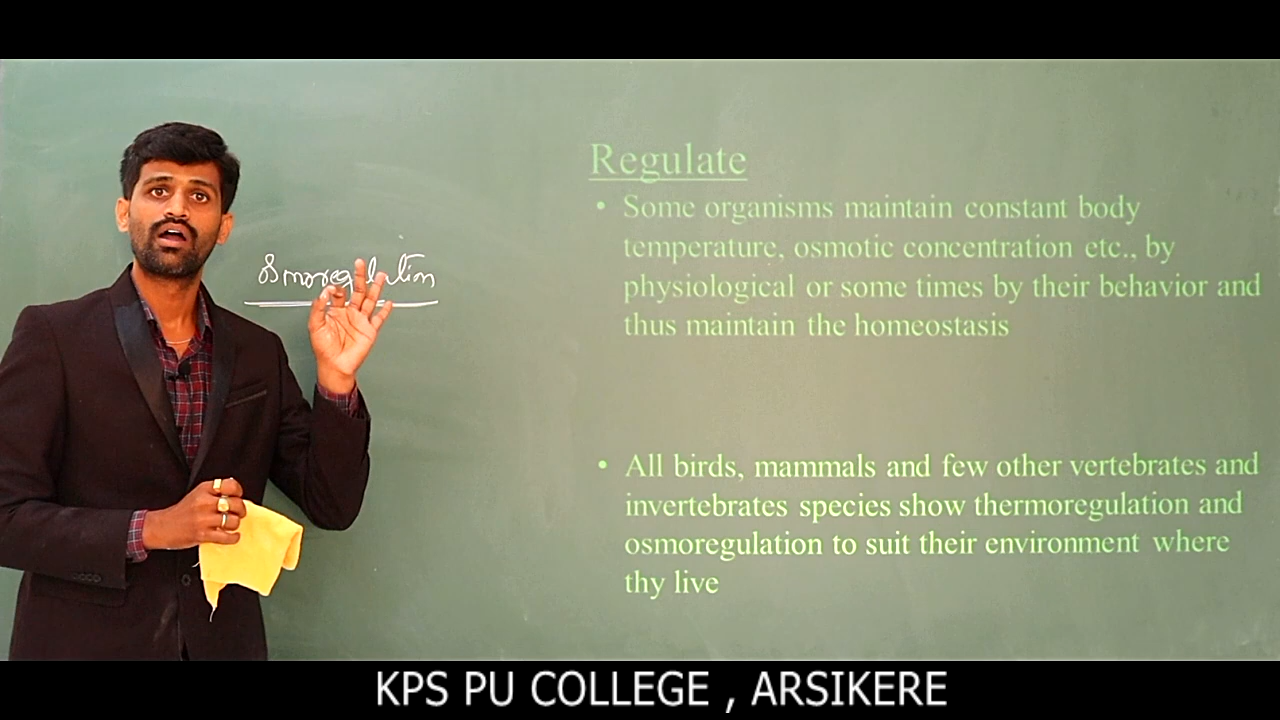 Osmoregulation
Regulate
• Some organisms maintain constant body
temperature, osmotic concentration etc., by
physiological or some times by their behavior and
thus maintain the homeostasis
• All birds, mammals and few other vertebrates and
invertebrates species show thermoregulation and
osmoregulation to suit their environment where
thy live
KPS PU COLLEGE , ARSIKERE